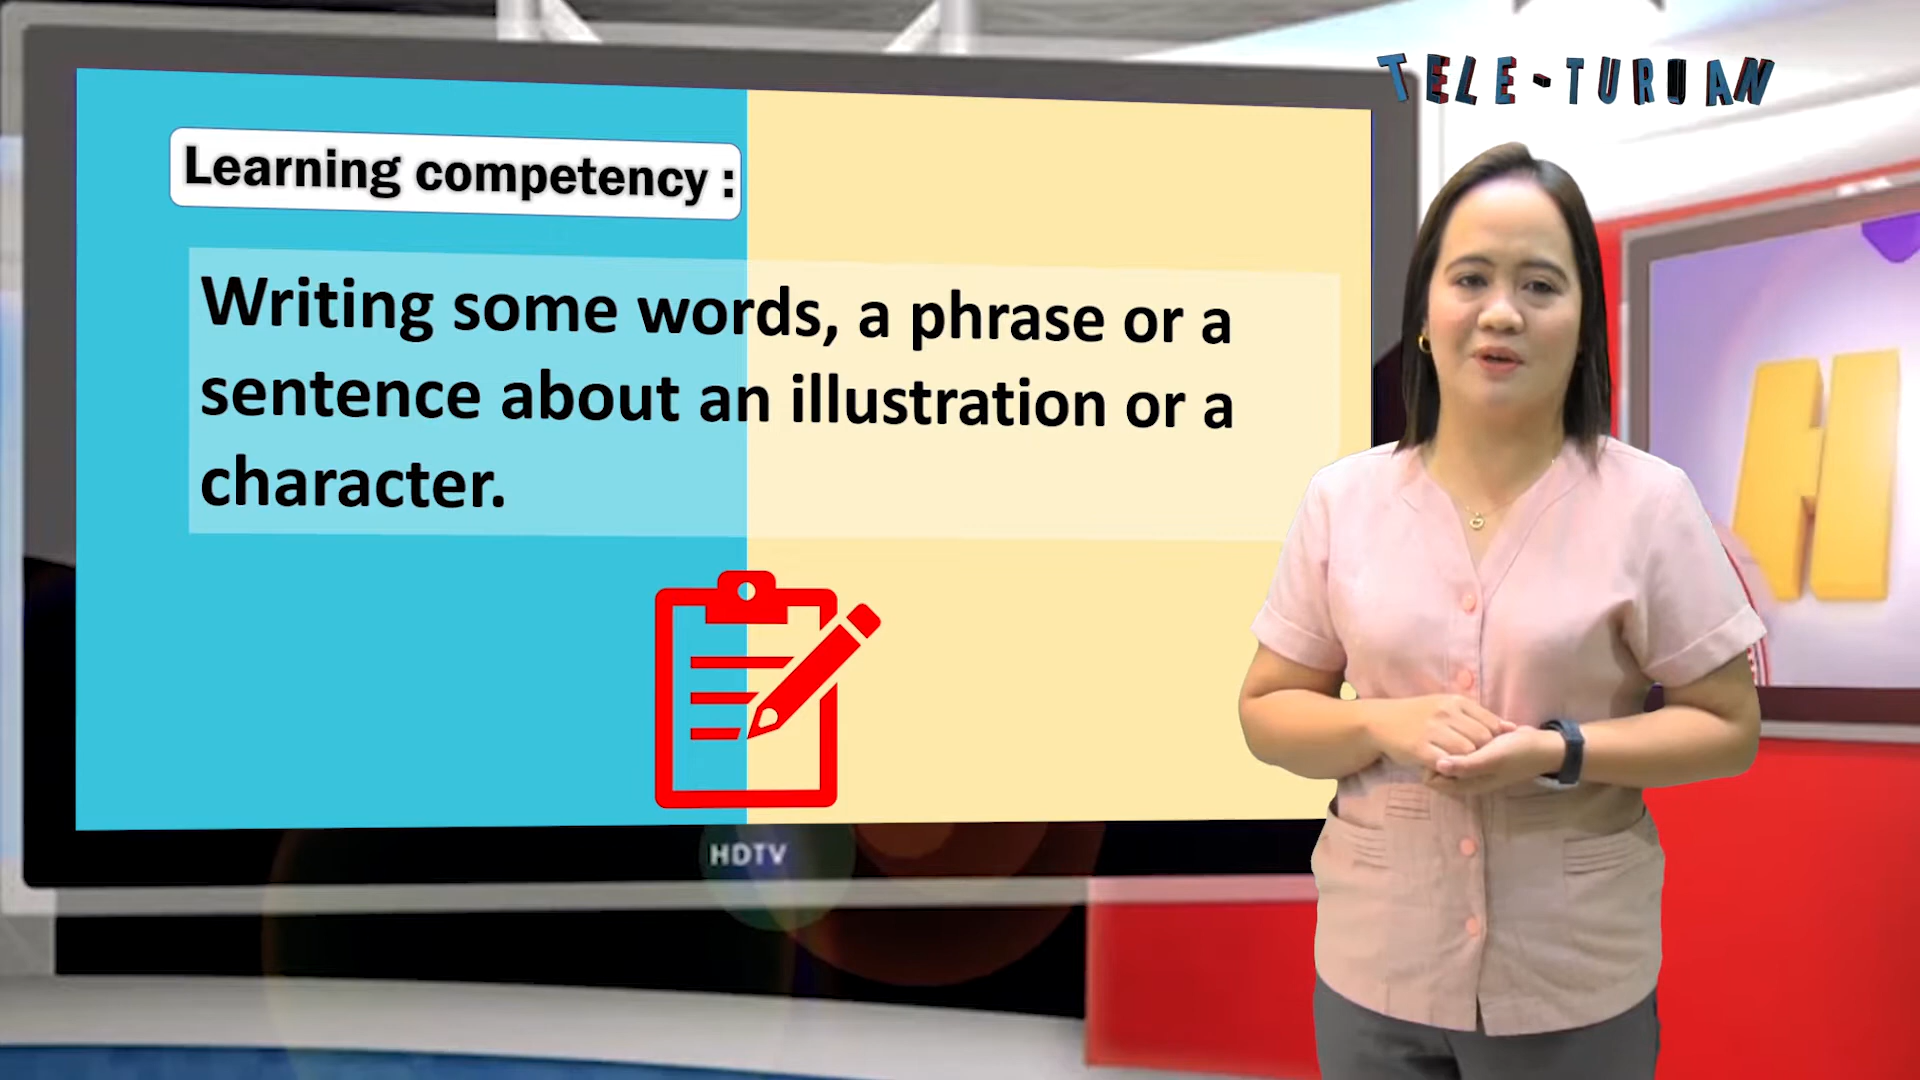 TELE-TURUAN
Learning competency :
Writing some words, a phrase or a
sentence about an illustration or a
character.
HDTV
H